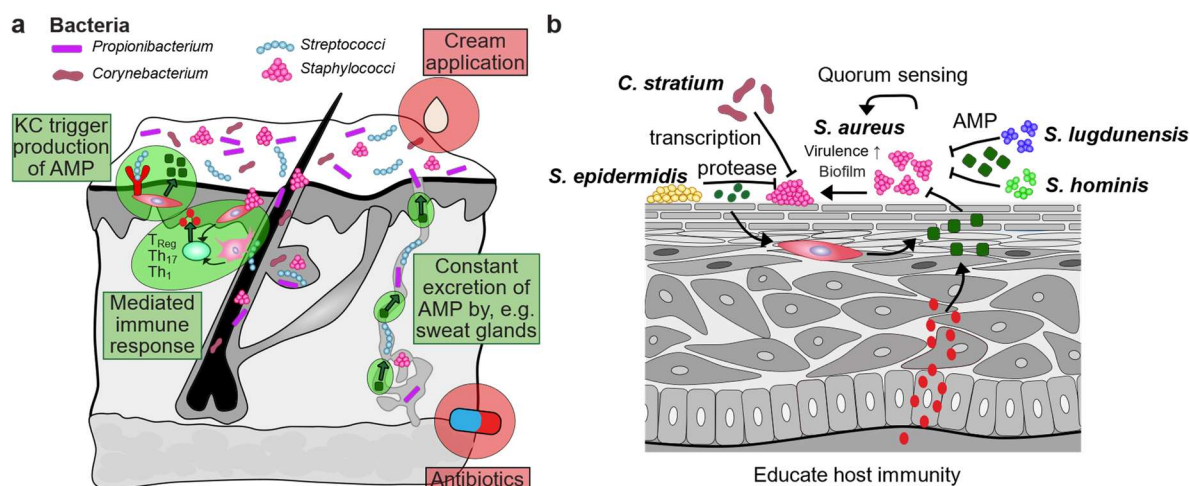 a
Bacteria
Propionibacterium
Streptococci
Corynebacterium
Staphylococci
Cream
application
KC trigger
production
of AMP
TReg
Th17
Th1
Mediated
immune
response
Constant
excretion of
AMP by, e.g.
sweat glands
Antibiotics
b
Quorum sensing
C. stratium
transcription
S. aureus
AMP
S. lugdunensis
Virulence ↑
protease
Biofilm
S. epidermidis
S. hominis
Educate host immunity